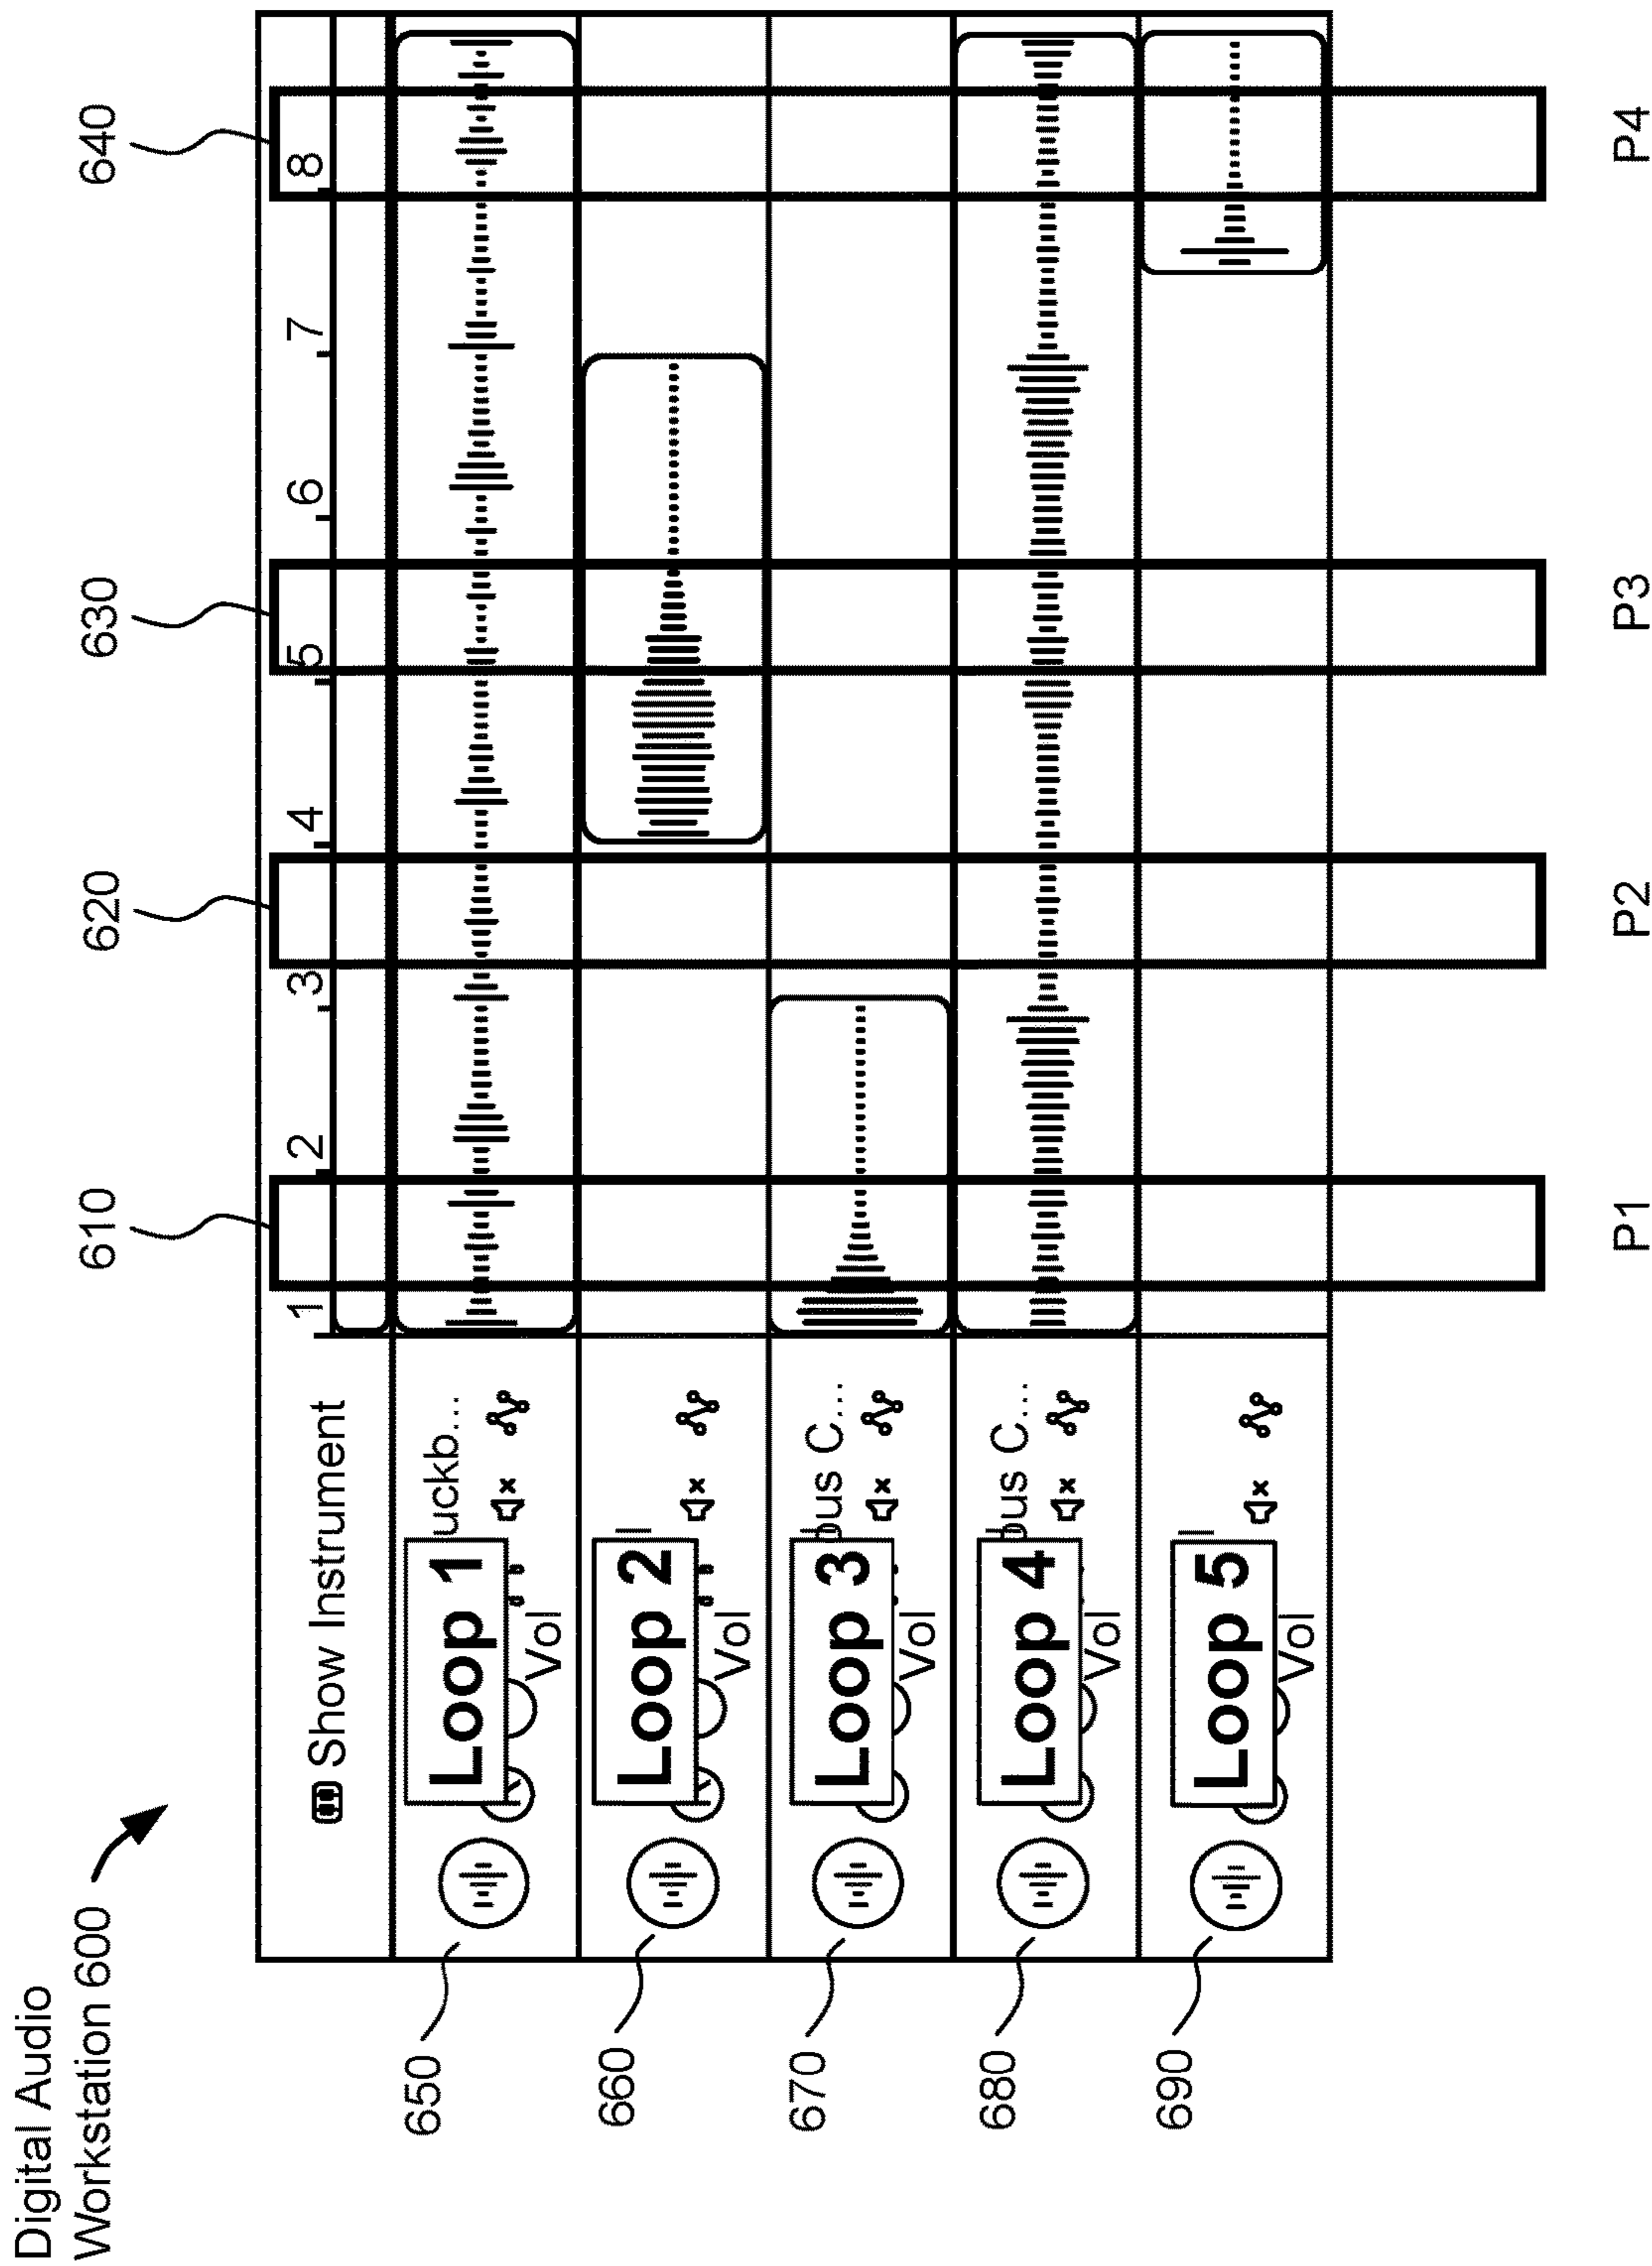 Digital Audio
Workstation 600
610
620
630
640
Show Instrument
1
2
3
4
5
6
7
8
650
Loop 1
uckb...
Vol
660
Loop 2
Vol
670
Loop 3
ous C...
Vol
680
Loop 4
ous C...
Vol
690
Loop 5
Vol
P1
P2
P3
P4